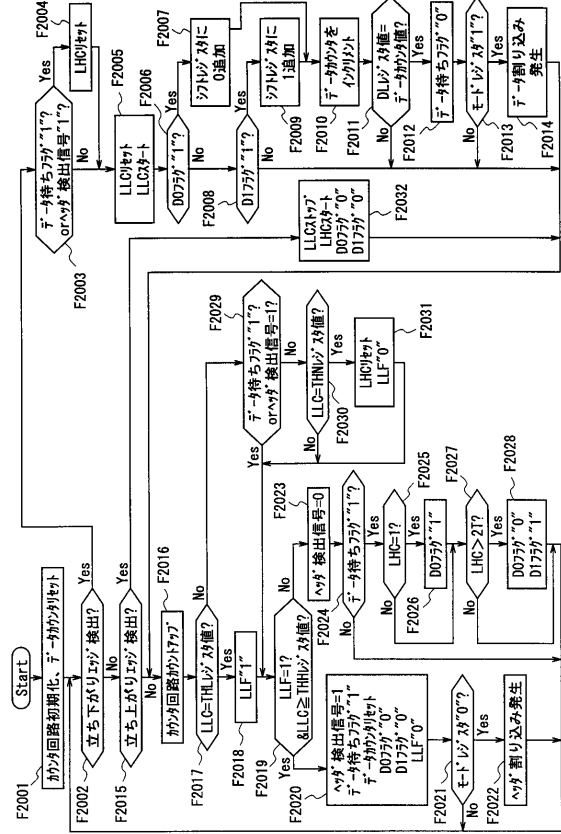 Start
F2001
カウンタ回路初期化、データカウンタリセット
F2002
立ち下がりエッジ検出?
Yes
No
F2003
データ待ちフラグ"1"?
orヘッダ検出信号"1"?
Yes
No
F2004
LHCリセット
F2005
LLCリセット
LLCスタート
F2006
D0フラグ"1"?
Yes
No
F2007
シフトレジスタに
0追加
F2008
D1フラグ"1"?
Yes
No
F2009
シフトレジスタに
1追加
F2010
データカウンタを
インクリメント
F2011
DLレジスタ値=
データカウンタ値?
Yes
No
F2012
データ待ちフラグ"0"
F2013
モードレジスタ"1"?
Yes
No
F2014
データ割り込み
発生
F2015
立ち上がりエッジ検出?
Yes
No
F2032
LLCストップ
LHCスタート
D0フラグ"0"
D1フラグ"0"
F2016
カウンタ回路カウントアップ
F2017
LLC=THLレジスタ値?
Yes
No
F2018
LLF"1"
F2029
データ待ちフラグ"1"?
orヘッダ検出信号=1?
Yes
No
F2030
LLC=THNレジスタ値?
Yes
No
F2031
LHCリセット
LLF"0"
F2019
LLF=1?
&LLC≧THHレジスタ値?
Yes
No
F2020
ヘッダ検出信号=1
データ待ちフラグ"1"
データカウンタリセット
D0フラグ"0"
D1フラグ"0"
LLF"0"
F2021
モードレジスタ"0"?
Yes
No
F2022
ヘッダ割り込み発生
F2023
ヘッダ検出信号=0
F2024
データ待ちフラグ"1"?
Yes
No
F2025
LHC=1?
Yes
No
F2026
D0フラグ"1"
F2027
LHC>2T?
Yes
No
F2028
D0フラグ"0"
D1フラグ"1"